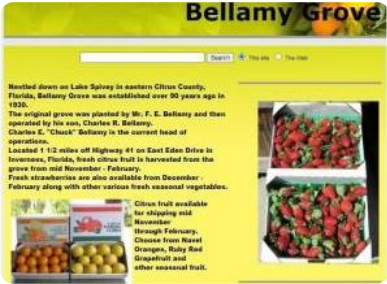 Bellamy Grove
Search This site The Web
Nestled down on Lake Spivey in eastern Citrus County,
Florida, Bellamy Grove was established over 90 years ago in
1930.
The original grove was planted by Mr. F. E. Bellamy and then
operated by his son, Charles R. Bellamy.
Charles E. "Chuck" Bellamy is the current head of
operations.
Located 1 1/2 miles off Highway 41 on East Eden Drive in
Inverness, Florida, fresh citrus fruit is harvested from the
grove from mid November - February.
Fresh strawberries are also available from December -
February along with other various fresh seasonal vegetables.
Citrus fruit available
for shipping mid
November
through February.
Choose from Navel
Oranges, Ruby Red
Grapefruit and
other seasonal fruit.